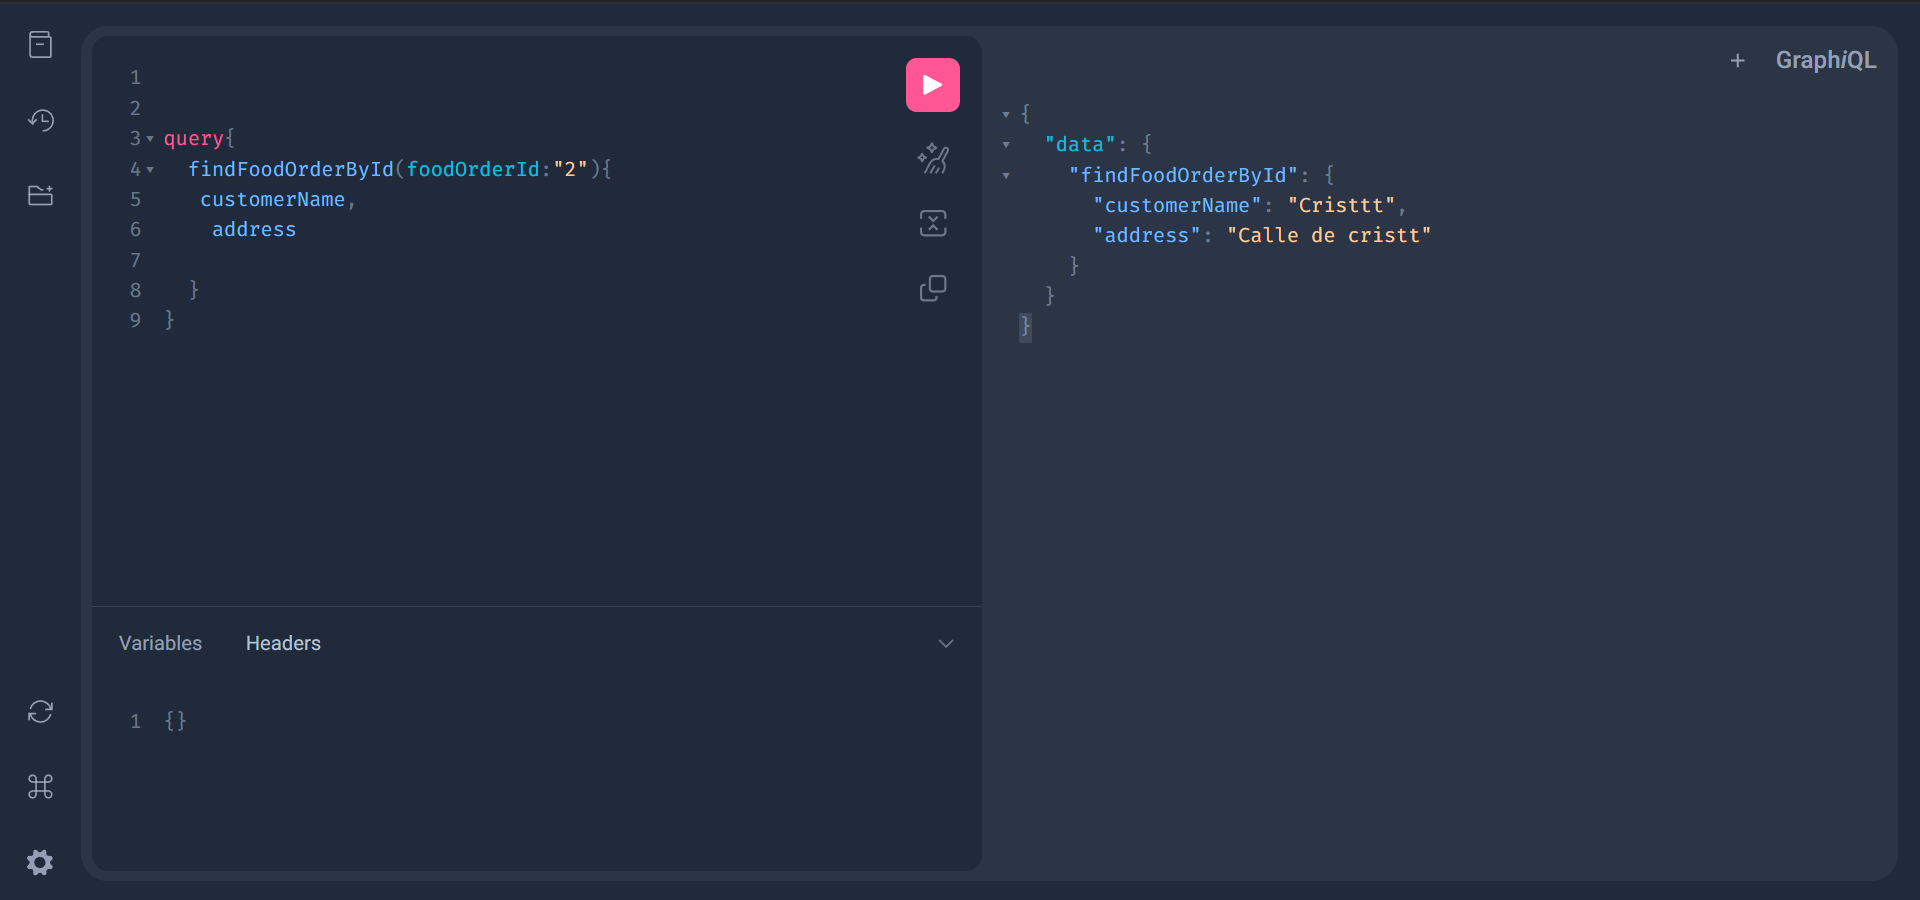 1
2
3 query{
4   findFoodOrderById(foodOrderId:"2"){
5    customerName,
6     address
7
8   }
9 }
Variables Headers
1 {}
+ GraphiQL
{
  "data": {
    "findFoodOrderById": {
      "customerName": "Cristtt",
      "address": "Calle de cristt"
    }
  }
}